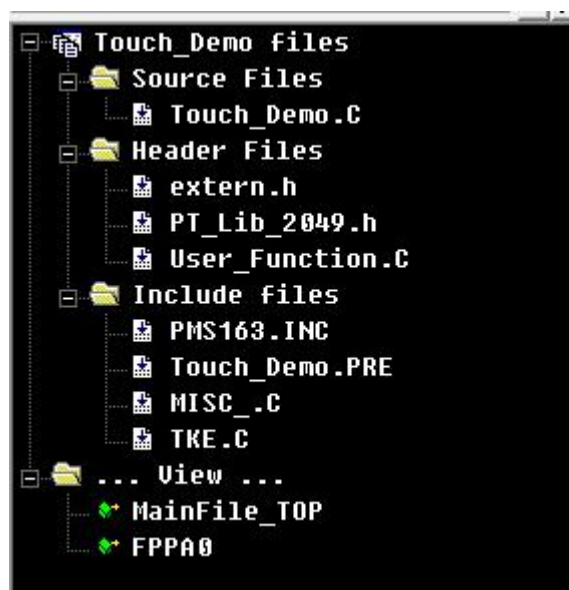 Touch_Demo files
Source Files
Touch_Demo.C
Header Files
extern.h
PT_Lib_2049.h
User_Function.C
Include files
PMS163.INC
Touch_Demo.PRE
MISC_.C
TKE.C
... View ...
MainFile_TOP
FPPA0